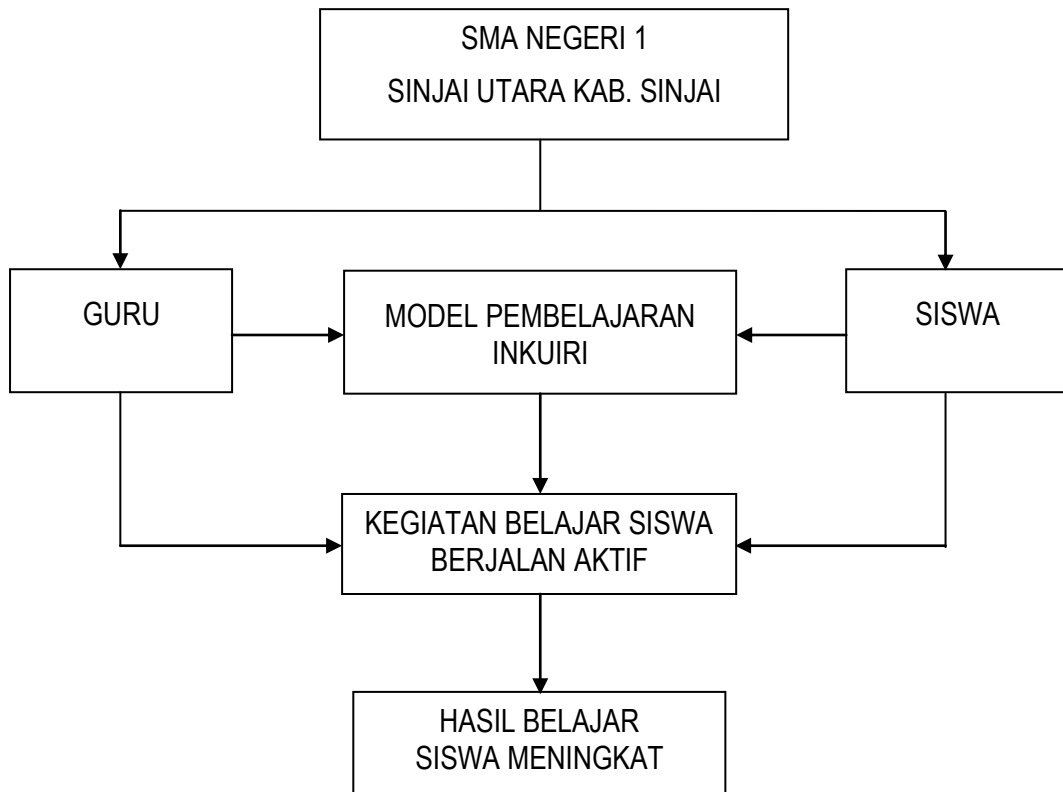 SMA NEGERI 1
SINJAI UTARA KAB. SINJAI
GURU
MODEL PEMBELAJARAN
INKUIRI
SISWA
KEGIATAN BELAJAR SISWA
BERJALAN AKTIF
HASIL BELAJAR
SISWA MENINGKAT